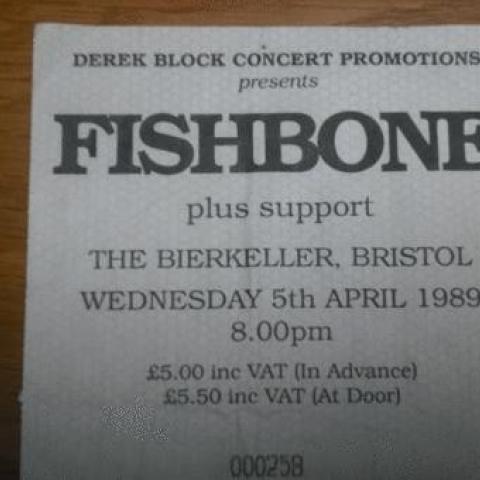 DEREK BLOCK CONCERT PROMOTIONS
presents
FISHBONE
plus support
THE BIERKELLER, BRISTOL
WEDNESDAY 5th APRIL 1989
8.00pm
£5.00 inc VAT (In Advance)
£5.50 inc VAT (At Door)
000258